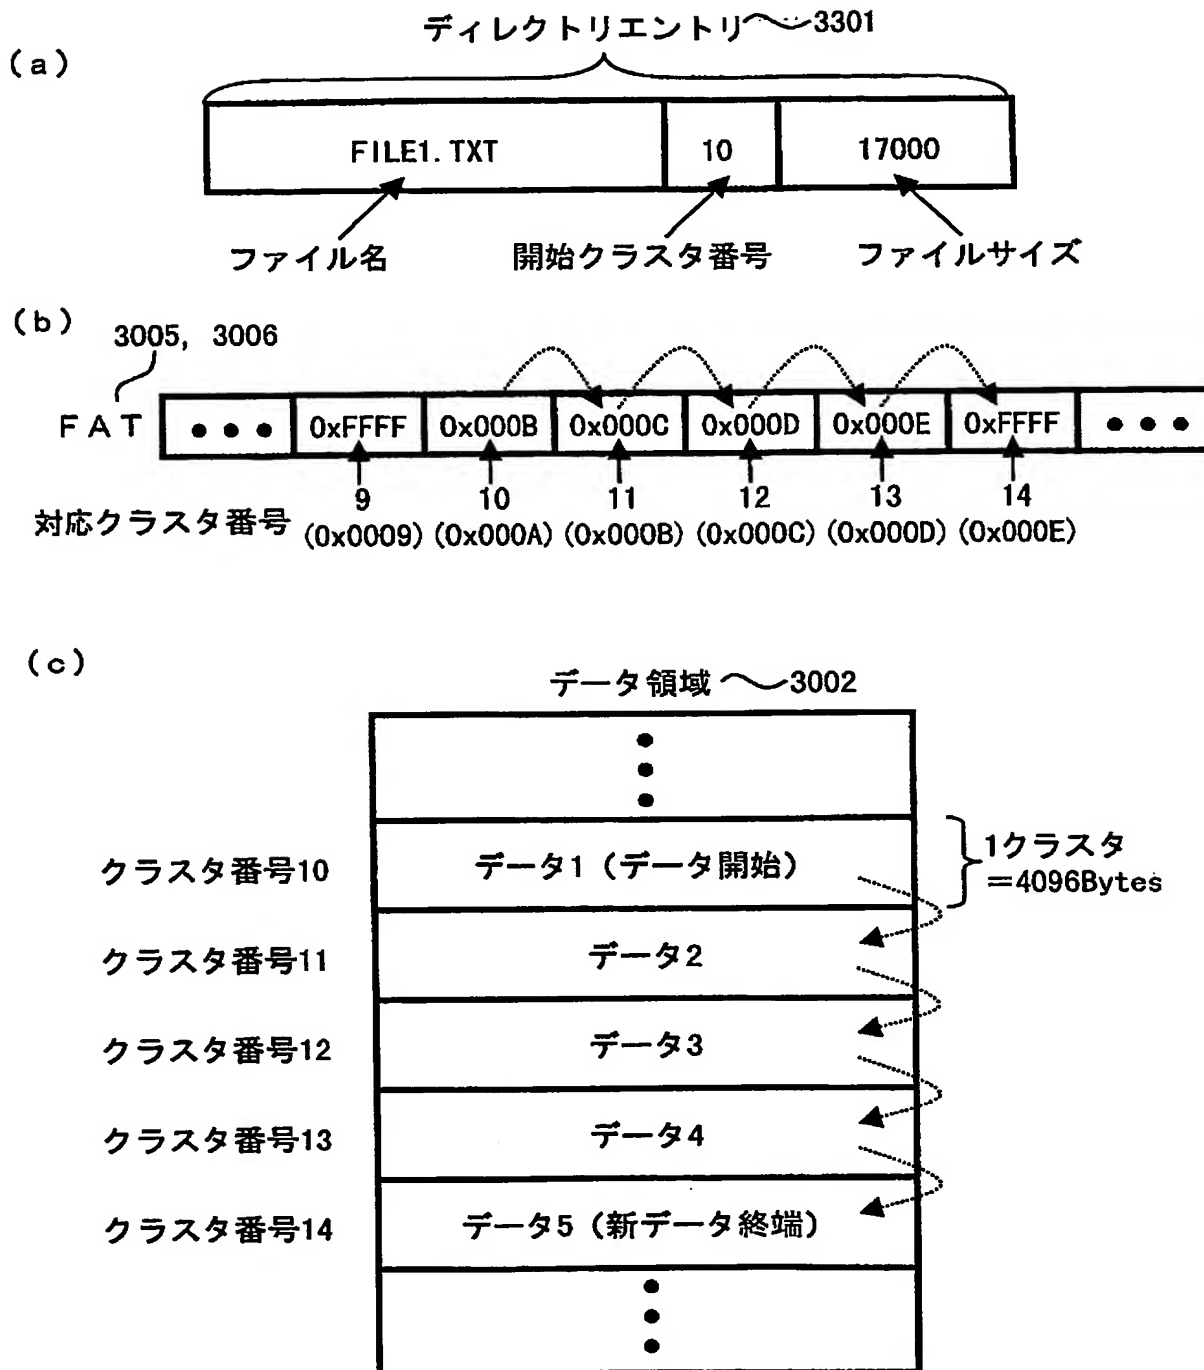 ディレクトリエントリ 3301
(a)
FILE1.TXT 10 17000
ファイル名 開始クラスタ番号 ファイルサイズ
(b)
3005, 3006
FAT ●●● 0xFFFF 0x000B 0x000C 0x000D 0x000E 0xFFFF ●●●
9 10 11 12 13 14
対応クラスタ番号 (0x0009) (0x000A) (0x000B) (0x000C) (0x000D) (0x000E)
(c)
データ領域 3002
クラスタ番号10 データ1(データ開始) 1クラスタ
=4096Bytes
クラスタ番号11 データ2
クラスタ番号12 データ3
クラスタ番号13 データ4
クラスタ番号14 データ5(新データ終端)